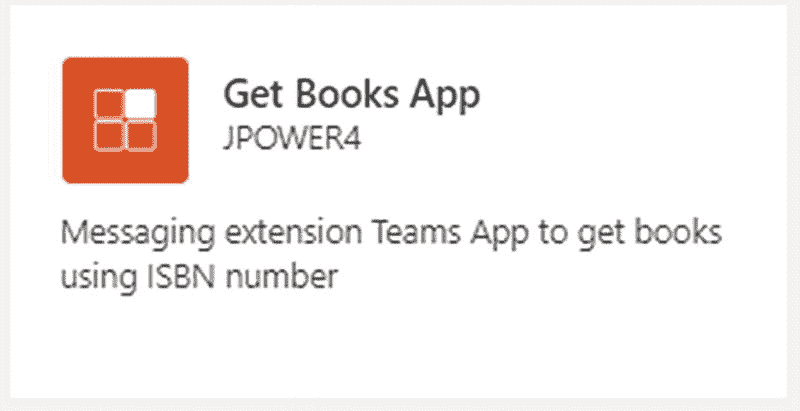 Get Books App
JPOWER4
Messaging extension Teams App to get books
using ISBN number